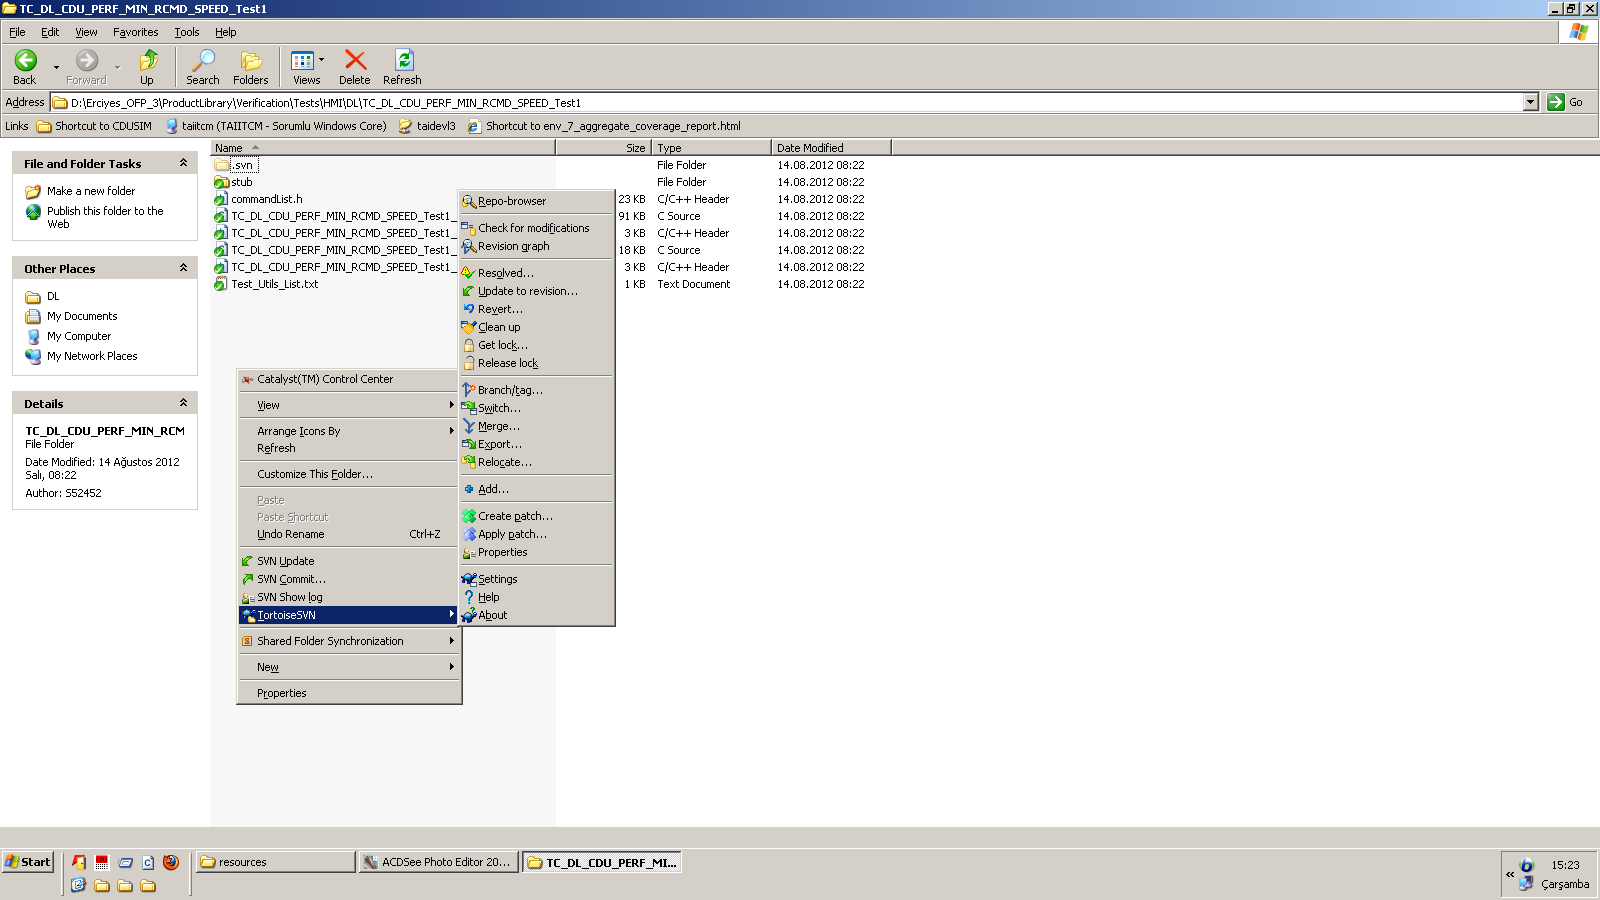 TC_DL_CDU_PERF_MIN_RCMD_SPEED_Test1
File Edit View Favorites Tools Help
Back Forward Up Search Folders Views Delete Refresh
Address D:\Erciyes_OFP_3\ProductLibrary\Verification\Tests\HMI\DL\TC_DL_CDU_PERF_MIN_RCMD_SPEED_Test1 Go
Links Shortcut to CDUSIM taiitcm (TAIITCM - Sorumlu Windows Core) taidevl3 Shortcut to env_7_aggregate_coverage_report.html
File and Folder Tasks
Make a new folder
Publish this folder to the
Web
Other Places
DL
My Documents
My Computer
My Network Places
Details
TC_DL_CDU_PERF_MIN_RCM
File Folder
Date Modified: 14 Ağustos 2012
Salı, 08:22
Author: S52452
Name Size Type Date Modified
.svn File Folder 14.08.2012 08:22
stub File Folder 14.08.2012 08:22
commandList.h 23 KB C/C++ Header 14.08.2012 08:22
TC_DL_CDU_PERF_MIN_RCMD_SPEED_Test1_ 91 KB C Source 14.08.2012 08:22
TC_DL_CDU_PERF_MIN_RCMD_SPEED_Test1_ 3 KB C/C++ Header 14.08.2012 08:22
TC_DL_CDU_PERF_MIN_RCMD_SPEED_Test1_ 18 KB C Source 14.08.2012 08:22
TC_DL_CDU_PERF_MIN_RCMD_SPEED_Test1_ 3 KB C/C++ Header 14.08.2012 08:22
Test_Utils_List.txt 1 KB Text Document 14.08.2012 08:22
Catalyst(TM) Control Center
View
Arrange Icons By
Refresh
Customize This Folder...
Paste
Paste Shortcut
Undo Rename Ctrl+Z
SVN Update
SVN Commit...
SVN Show log
TortoiseSVN
Shared Folder Synchronization
New
Properties
Repo-browser
Check for modifications
Revision graph
Resolved...
Update to revision...
Revert...
Clean up
Get lock...
Release lock
Branch/tag...
Switch...
Merge...
Export...
Relocate...
Add...
Create patch...
Apply patch...
Properties
Settings
Help
About
Start resources ACDSee Photo Editor 20... TC_DL_CDU_PERF_MI... 15:23
Çarşamba